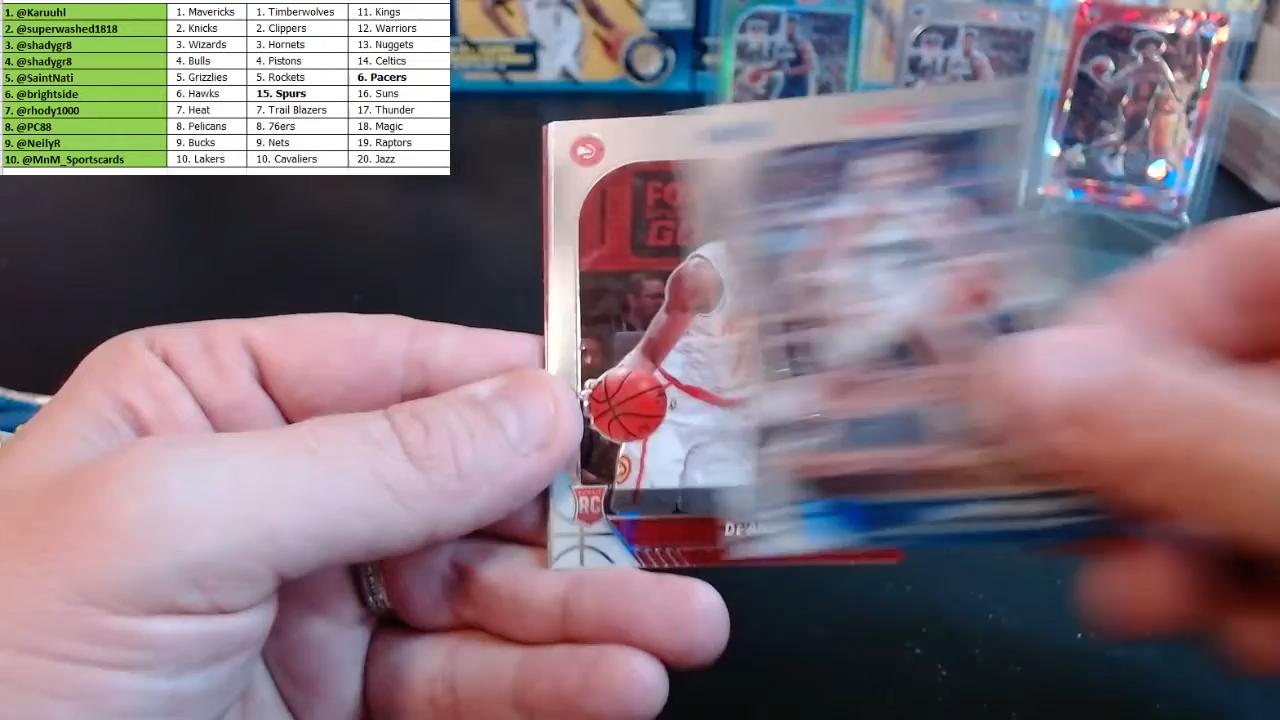 1. @Karuuhl 1. Mavericks 1. Timberwolves 11. Kings
2. @superwashed1818 2. Knicks 2. Clippers 12. Warriors
3. @shadygr8 3. Wizards 3. Hornets 13. Nuggets
4. @shadygr8 4. Bulls 4. Pistons 14. Celtics
5. @SaintNati 5. Grizzlies 5. Rockets 6. Pacers
6. @brightside 6. Hawks 15. Spurs 16. Suns
7. @rhody1000 7. Heat 7. Trail Blazers 17. Thunder
8. @PC88 8. Pelicans 8. 76ers 18. Magic
9. @NeilyR 9. Bucks 9. Nets 19. Raptors
10. @MnM_Sportscards 10. Lakers 10. Cavaliers 20. Jazz
RC